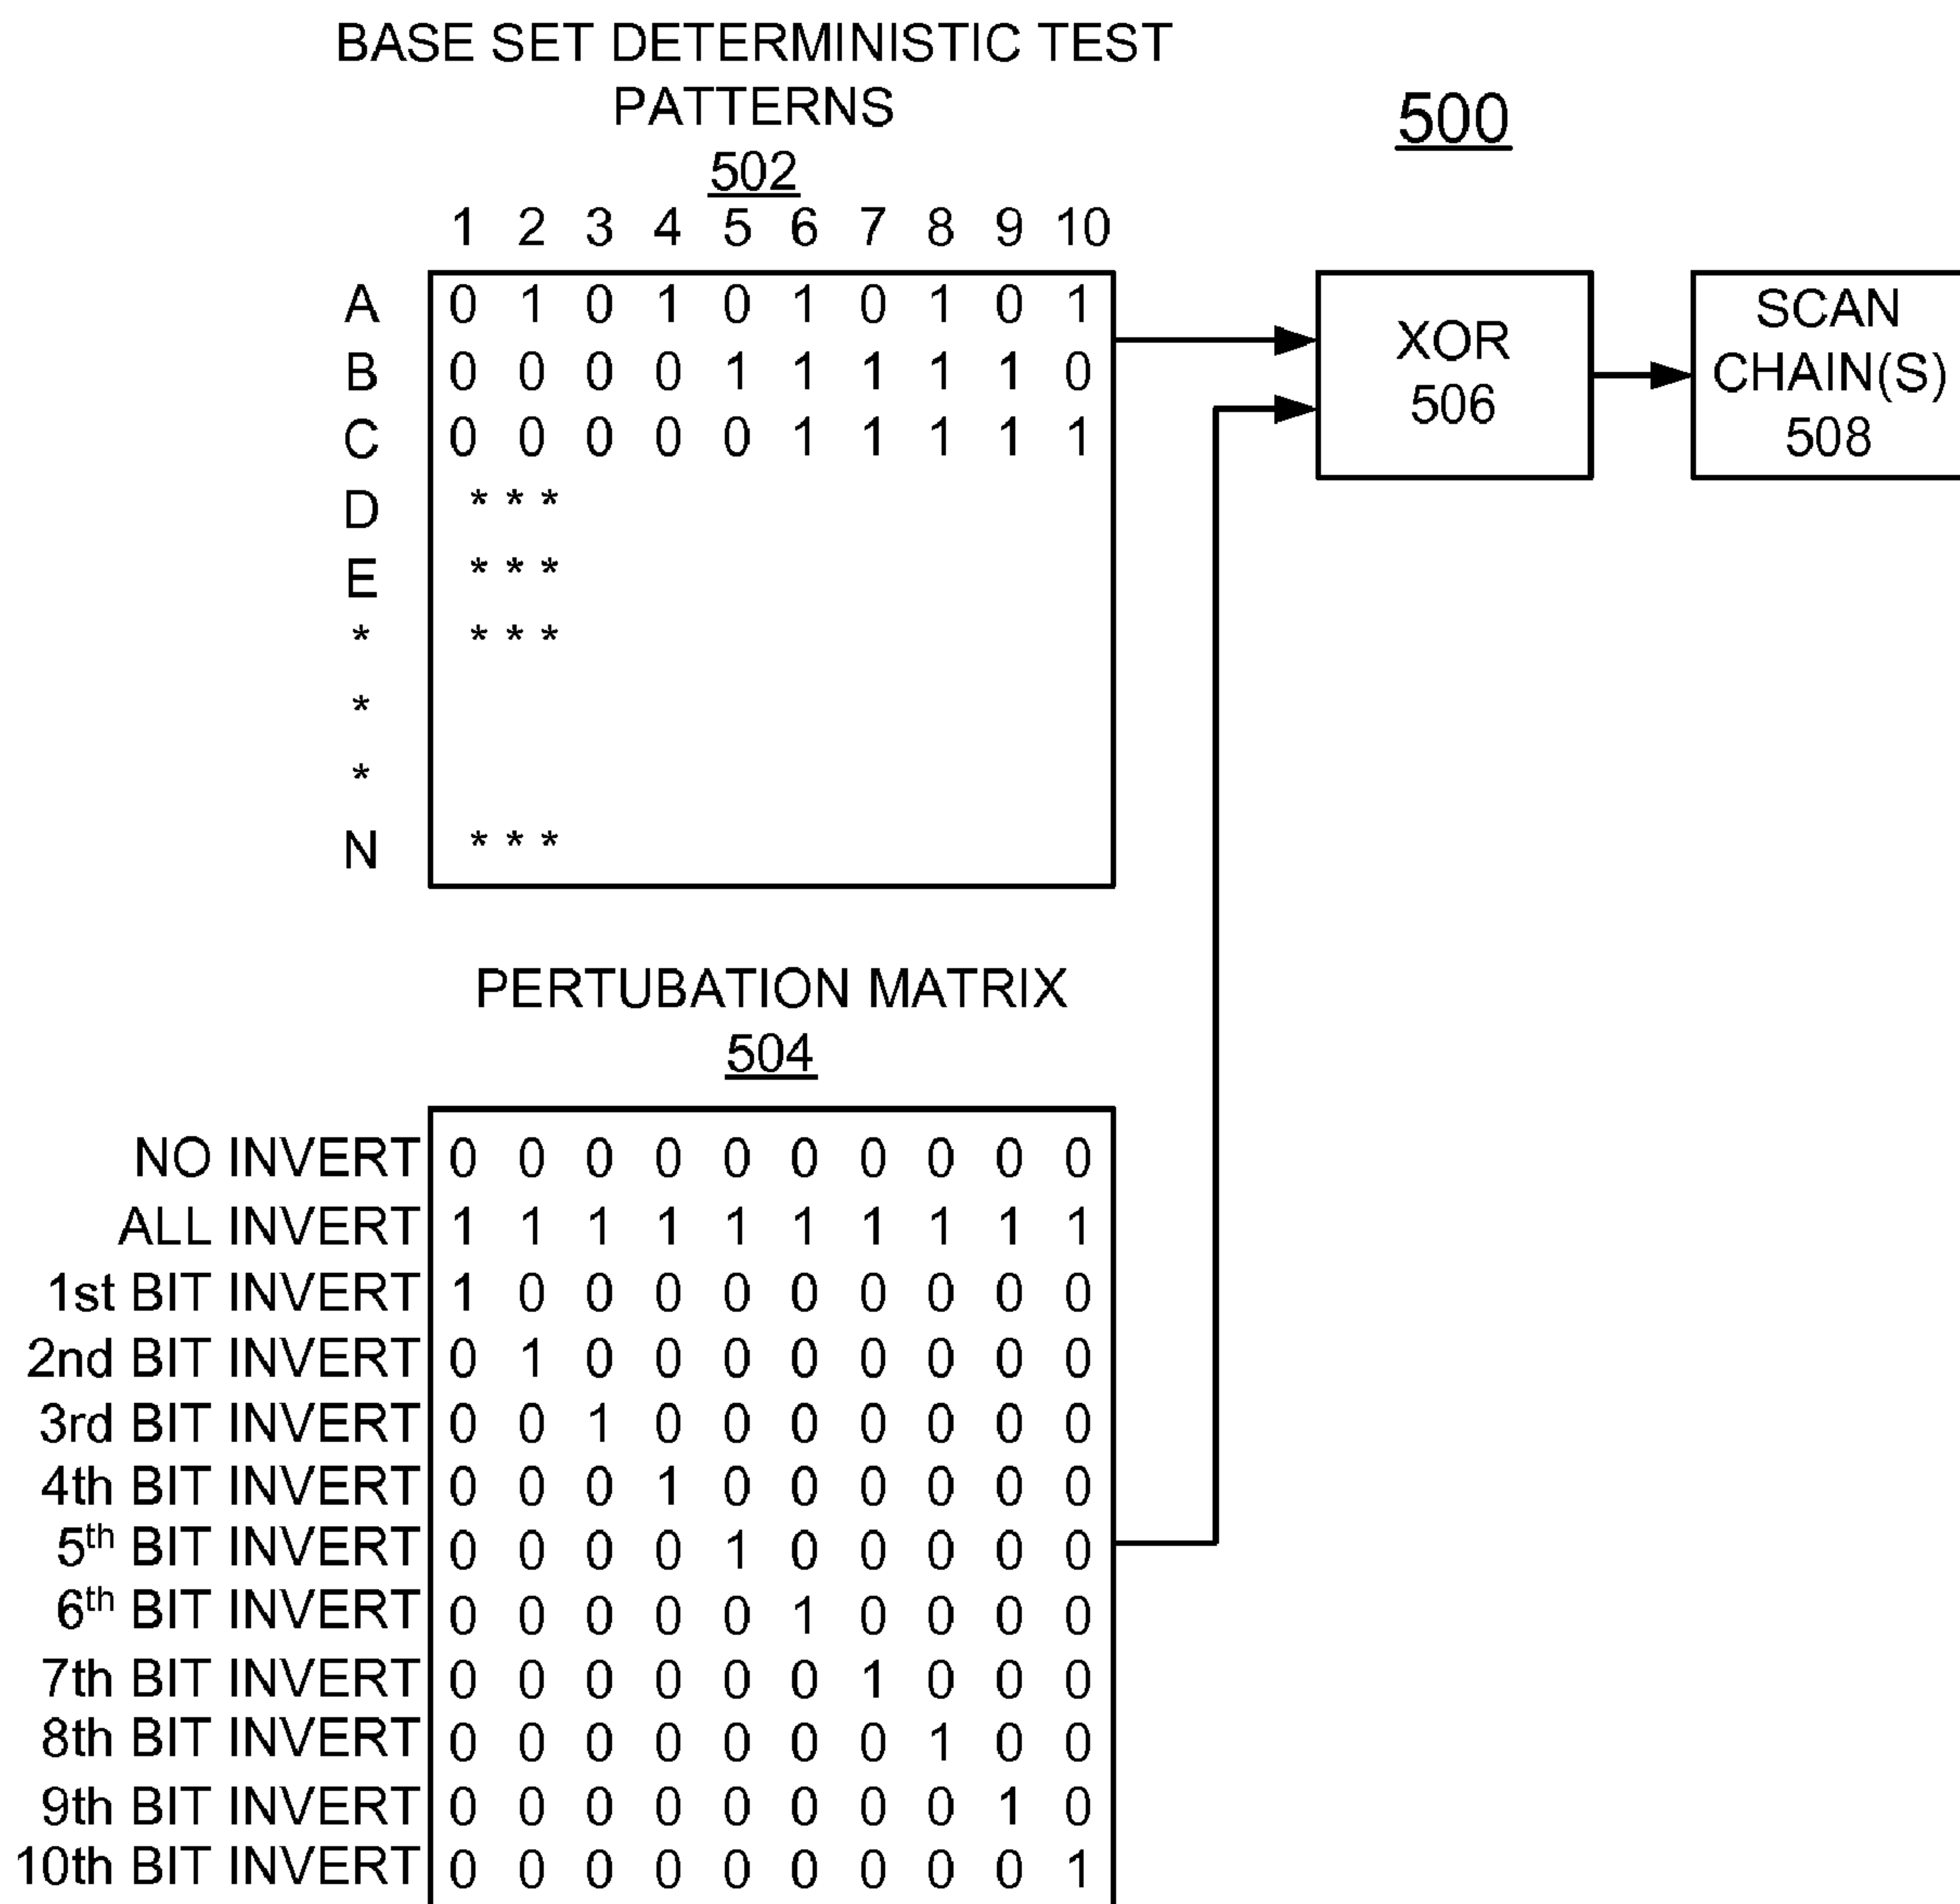 BASE SET DETERMINISTIC TEST
PATTERNS
502
500
1 2 3 4 5 6 7 8 9 10
A 0 1 0 1 0 1 0 1 0 1
B 0 0 0 0 1 1 1 1 1 0
C 0 0 0 0 0 1 1 1 1 1
D * * *
E * * *
* * * *
*
*
N * * *
XOR
506
SCAN
CHAIN(S)
508
PERTUBATION MATRIX
504
NO INVERT 0 0 0 0 0 0 0 0 0 0
ALL INVERT 1 1 1 1 1 1 1 1 1 1
1st BIT INVERT 1 0 0 0 0 0 0 0 0 0
2nd BIT INVERT 0 1 0 0 0 0 0 0 0 0
3rd BIT INVERT 0 0 1 0 0 0 0 0 0 0
4th BIT INVERT 0 0 0 1 0 0 0 0 0 0
5th BIT INVERT 0 0 0 0 1 0 0 0 0 0
6th BIT INVERT 0 0 0 0 0 1 0 0 0 0
7th BIT INVERT 0 0 0 0 0 0 1 0 0 0
8th BIT INVERT 0 0 0 0 0 0 0 1 0 0
9th BIT INVERT 0 0 0 0 0 0 0 0 1 0
10th BIT INVERT 0 0 0 0 0 0 0 0 0 1